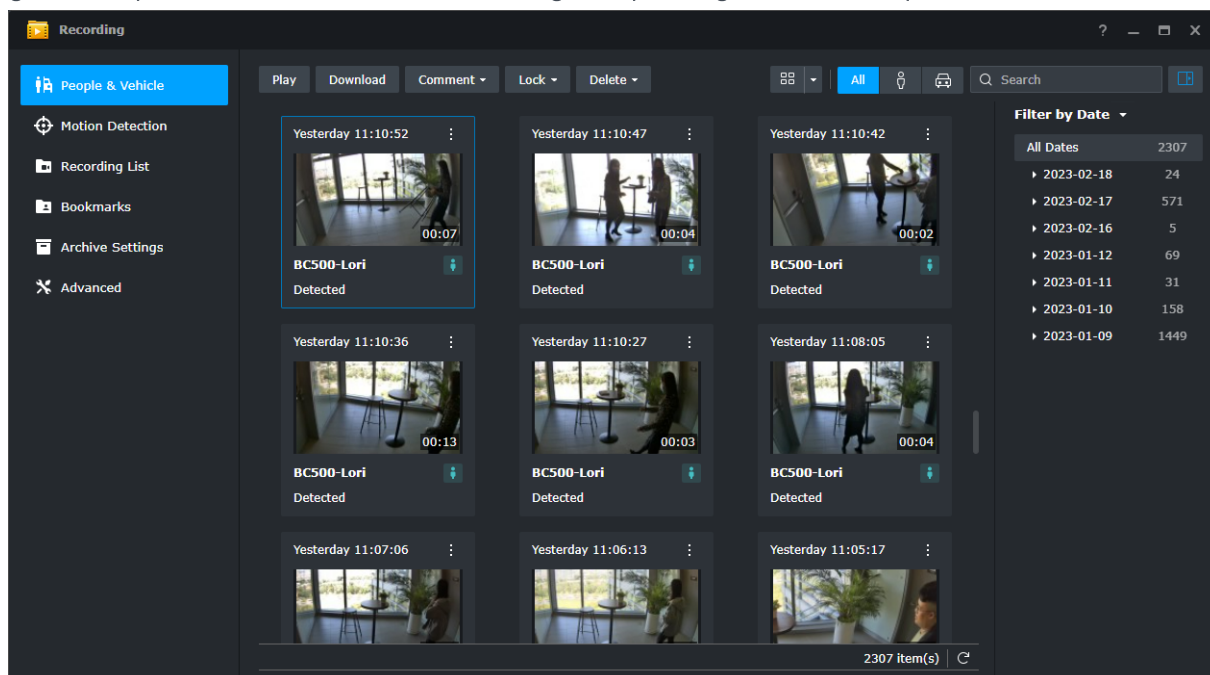 Recording
?
People & Vehicle
Motion Detection
Recording List
Bookmarks
Archive Settings
Advanced
Play Download Comment Lock Delete
All
Search
Yesterday 11:10:52
00:07
BC500-Lori
Detected
Yesterday 11:10:47
00:04
BC500-Lori
Detected
Yesterday 11:10:42
00:02
BC500-Lori
Detected
Yesterday 11:10:36
00:13
BC500-Lori
Detected
Yesterday 11:10:27
00:03
BC500-Lori
Detected
Yesterday 11:08:05
00:04
BC500-Lori
Detected
Yesterday 11:07:06
Yesterday 11:06:13
Yesterday 11:05:17
2307 item(s)
Filter by Date
All Dates 2307
2023-02-18 24
2023-02-17 571
2023-02-16 5
2023-01-12 69
2023-01-11 31
2023-01-10 158
2023-01-09 1449